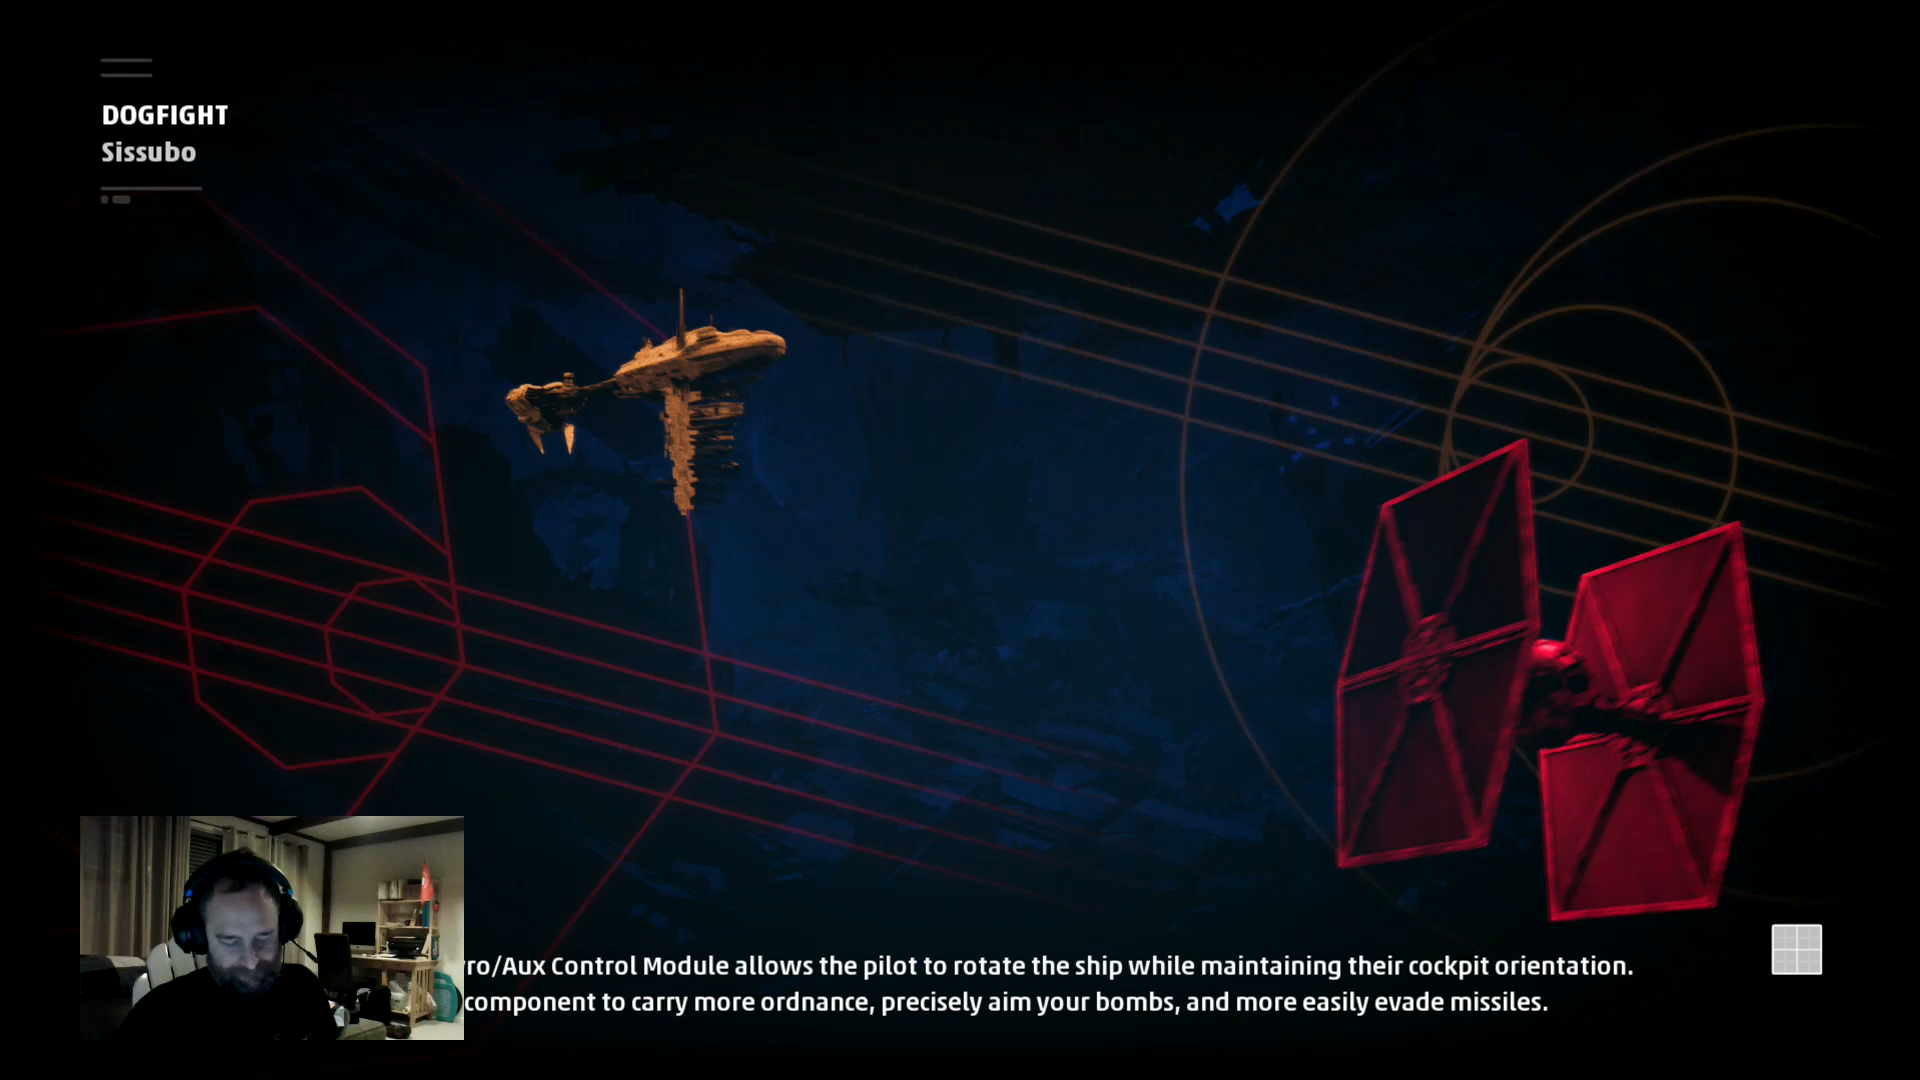 DOGFIGHT
Sissubo
ro/Aux Control Module allows the pilot to rotate the ship while maintaining their cockpit orientation.
component to carry more ordnance, precisely aim your bombs, and more easily evade missiles.